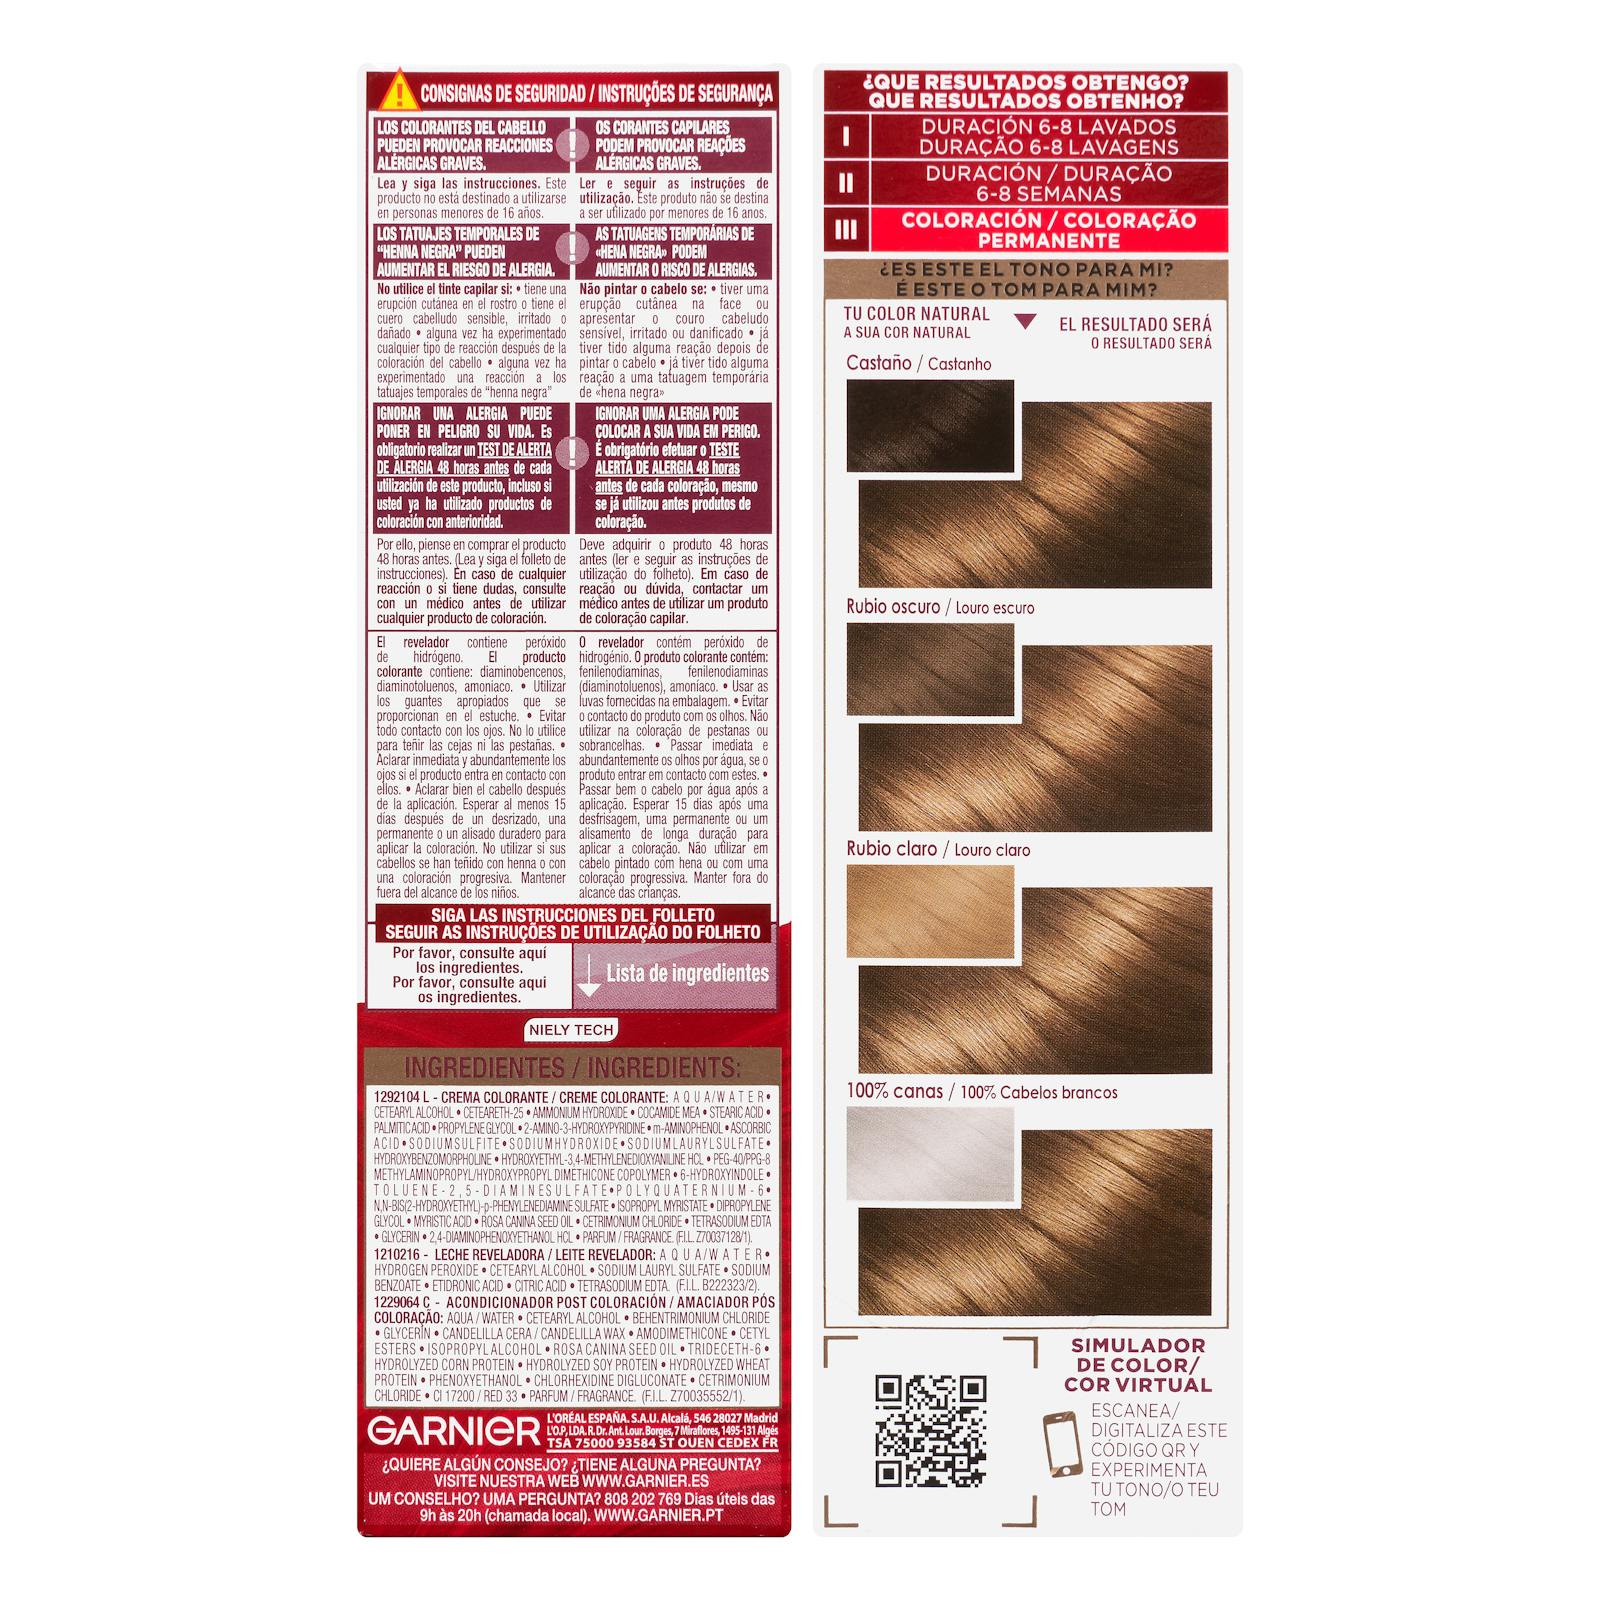 CONSIGNAS DE SEGURIDAD / INSTRUÇÕES DE SEGURANÇA
LOS COLORANTES DEL CABELLO
PUEDEN PROVOCAR REACCIONES
ALÉRGICAS GRAVES.
Lea y siga las instrucciones. Este
producto no está destinado a utilizarse
en personas menores de 16 años.
LOS TATUAJES TEMPORALES DE
"HENNA NEGRA" PUEDEN
AUMENTAR EL RIESGO DE ALERGIA.
No utilice el tinte capilar si: • tiene una
erupción cutánea en el rostro o tiene el
cuero cabelludo sensible, irritado o
dañado • alguna vez ha experimentado
cualquier tipo de reacción después de la
coloración del cabello • alguna vez ha
experimentado una reacción a los
tatuajes temporales de "henna negra"
IGNORAR UNA ALERGIA PUEDE
PONER EN PELIGRO SU VIDA. Es
obligatorio realizar un TEST DE ALERTA
DE ALERGIA 48 horas antes de cada
utilización de este producto, incluso si
usted ya ha utilizado productos de
coloración con anterioridad.
Por ello, piense en comprar el producto
48 horas antes. (Lea y siga el folleto de
instrucciones). En caso de cualquier
reacción o si tiene dudas, consulte
con un médico antes de utilizar
cualquier producto de coloración.
El revelador contiene peróxido
de hidrógeno. El producto
colorante contiene: diaminobencenos,
diaminotoluenos, amoniaco. • Utilizar
los guantes apropiados que se
proporcionan en el estuche. • Evitar
todo contacto con los ojos. No lo utilice
para teñir las cejas ni las pestañas. •
Aclarar inmediata y abundantemente los
ojos si el producto entra en contacto con
ellos. • Aclarar bien el cabello después
de la aplicación. Esperar al menos 15
días después de un desrizado, una
permanente o un alisado duradero para
aplicar la coloración. No utilizar si sus
cabellos se han teñido con henna o con
una coloración progresiva. Mantener
fuera del alcance de los niños.
OS CORANTES CAPILARES
PODEM PROVOCAR REAÇÕES
ALÉRGICAS GRAVES.
Ler e seguir as instruções de
utilização. Este produto não se destina
a ser utilizado por menores de 16 anos.
AS TATUAGENS TEMPORÁRIAS DE
«HENA NEGRA» PODEM
AUMENTAR O RISCO DE ALERGIAS.
Não pintar o cabelo se: • tiver uma
erupção cutânea na face ou
apresentar o couro cabeludo
sensível, irritado ou danificado • já
tiver tido alguma reação depois de
pintar o cabelo • já tiver tido alguma
reação a uma tatuagem temporária
de «hena negra»
IGNORAR UMA ALERGIA PODE
COLOCAR A SUA VIDA EM PERIGO.
É obrigatório efetuar o TESTE
ALERTA DE ALERGIA 48 horas
antes de cada coloração, mesmo
se já utilizou antes produtos de
coloração.
Deve adquirir o produto 48 horas
antes (ler e seguir as instruções de
utilização do folheto). Em caso de
reação ou dúvida, contactar um
médico antes de utilizar um produto
de coloração capilar.
O revelador contém peróxido de
hidrogénio. O produto colorante contém:
fenilenodiaminas, fenilenodiaminas
(diaminotoluenos), amoníaco. • Usar as
luvas fornecidas na embalagem. • Evitar
o contacto do produto com os olhos. Não
utilizar na coloração de pestanas ou
sobrancelhas. • Passar imediata e
abundantemente os olhos por água, se o
produto entrar em contacto com estes. •
Passar bem o cabelo por água após a
aplicação. Esperar 15 dias após uma
desfrisagem, uma permanente ou um
alisamento de longa duração para
aplicar a coloração. Não utilizar em
cabelo pintado com hena ou com uma
coloração progressiva. Manter fora do
alcance das crianças.
SIGA LAS INSTRUCCIONES DEL FOLLETO
SEGUIR AS INSTRUÇÕES DE UTILIZAÇÃO DO FOLHETO
Por favor, consulte aquí
los ingredientes.
Por favor, consulte aquí
os ingredientes.
Lista de ingredientes
NIELY TECH
INGREDIENTES / INGREDIENTS:
1292104 L - CREMA COLORANTE / CREME COLORANTE: AQUA/WATER •
CETEARYL ALCOHOL • CETEARETH-25 • AMMONIUM HYDROXIDE • COCAMIDE MEA • STEARIC ACID •
PALMITIC ACID • PROPYLENE GLYCOL • 2-AMINO-3-HYDROXYPYRIDINE • m-AMINOPHENOL • ASCORBIC
ACID • SODIUM SULFITE • SODIUM HYDROXIDE • SODIUM LAURYL SULFATE •
HYDROXYBENZOMORPHOLINE • HYDROXYETHYL-3,4-METHYLENEDIOXYANILINE HCL • PEG-40/PPG-8
METHYLAMINOPROPYL/HYDROXYPROPYL DIMETHICONE COPOLYMER • 6-HYDROXYINDOLE •
TOLUENE-2,5-DIAMINE SULFATE • POLYQUATERNIUM-6 •
N,N-BIS(2-HYDROXYETHYL)-p-PHENYLENEDIAMINE SULFATE • ISOPROPYL MYRISTATE • DIPROPYLENE
GLYCOL • MYRISTIC ACID • ROSA CANINA SEED OIL • CETRIMONIUM CHLORIDE • TETRASODIUM EDTA
• GLYCERIN • 2,4-DIAMINOPHENOXYETHANOL HCL • PARFUM / FRAGRANCE. (F.I.L. Z70037128/1).
1210216 - LECHE REVELADORA / LEITE REVELADOR: AQUA/WATER •
HYDROGEN PEROXIDE • CETEARYL ALCOHOL • SODIUM LAURYL SULFATE • SODIUM
BENZOATE • ETIDRONIC ACID • CITRIC ACID • TETRASODIUM EDTA. (F.I.L. B222323/2).
1229064 C - ACONDICIONADOR POST COLORACIÓN / AMACIADOR PÓS
COLORAÇÃO: AQUA / WATER • CETEARYL ALCOHOL • BEHENTRIMONIUM CHLORIDE
• GLYCERIN • CANDELILLA CERA / CANDELILLA WAX • AMODIMETHICONE • CETYL
ESTERS • ISOPROPYL ALCOHOL • ROSA CANINA SEED OIL • TRIDECETH-6 •
HYDROLYZED CORN PROTEIN • HYDROLYZED SOY PROTEIN • HYDROLYZED WHEAT
PROTEIN • PHENOXYETHANOL • CHLORHEXIDINE DIGLUCONATE • CETRIMONIUM
CHLORIDE • CI 17200 / RED 33 • PARFUM / FRAGRANCE. (F.I.L. Z70035552/1).
GARNIER
L'ORÉAL ESPAÑA. S.A.U. Alcalá, 546 28027 Madrid
L'O.P, LDA. R. Dr. Ant. Lour. Borges, 7 Miraflores, 1495-131 Algés
TSA 75000 93584 ST OUEN CEDEX FR
¿QUIERE ALGÚN CONSEJO? ¿TIENE ALGUNA PREGUNTA?
VISITE NUESTRA WEB WWW.GARNIER.ES
UM CONSELHO? UMA PERGUNTA? 808 202 769 Dias úteis das
9h às 20h (chamada local). WWW.GARNIER.PT
¿QUE RESULTADOS OBTENGO?
QUE RESULTADOS OBTENHO?
I
DURACIÓN 6-8 LAVADOS
DURAÇÃO 6-8 LAVAGENS
II
DURACIÓN / DURAÇÃO
6-8 SEMANAS
III
COLORACIÓN / COLORAÇÃO
PERMANENTE
¿ES ESTE EL TONO PARA MI?
É ESTE O TOM PARA MIM?
TU COLOR NATURAL
A SUA COR NATURAL
EL RESULTADO SERÁ
O RESULTADO SERÁ
Castaño / Castanho
Rubio oscuro / Louro escuro
Rubio claro / Louro claro
100% canas / 100% Cabelos brancos
SIMULADOR
DE COLOR/
COR VIRTUAL
ESCANEA/
DIGITALIZA ESTE
CÓDIGO QR Y
EXPERIMENTA
TU TONO/O TEU
TOM